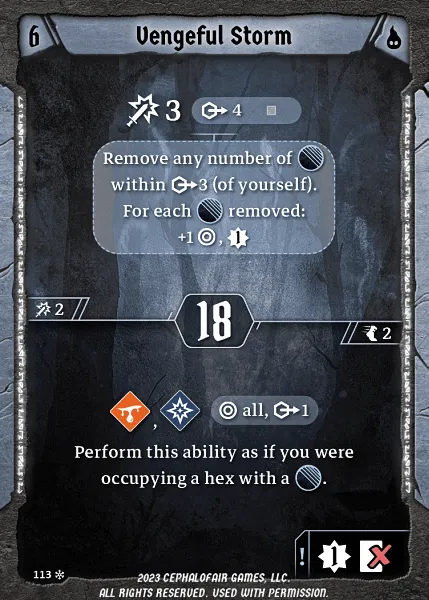 6 Vengeful Storm
3 4
Remove any number of
within 3 (of yourself).
For each removed:
+1 , 1
2
18
2
, all, 1
Perform this ability as if you were
occupying a hex with a .
! 1
113
2023 CEPHALOFAIR GAMES, LLC.
ALL RIGHTS RESERVED. USED WITH PERMISSION.